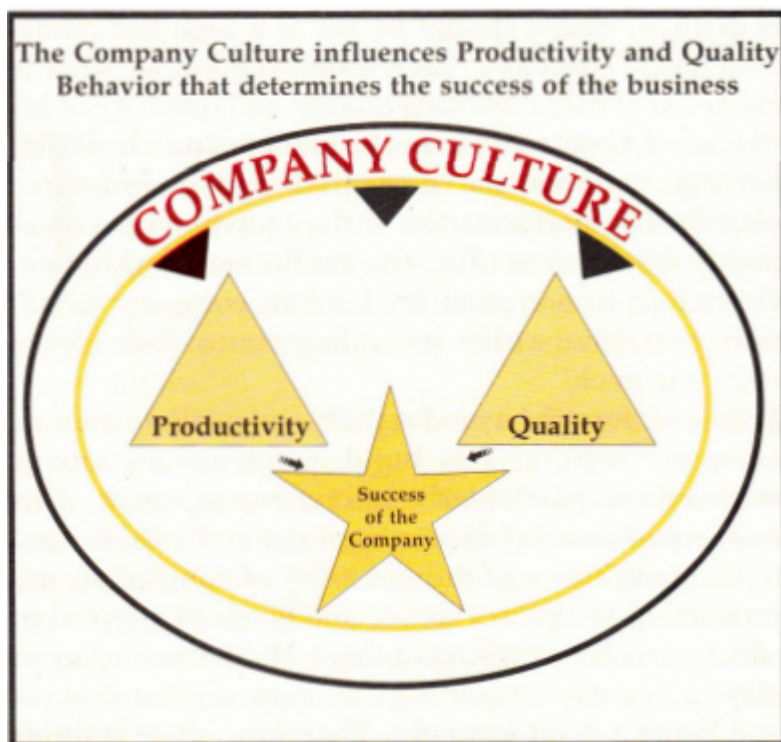 The Company Culture influences Productivity and Quality
Behavior that determines the success of the business
COMPANY CULTURE
Productivity
Quality
Success
of the
Company